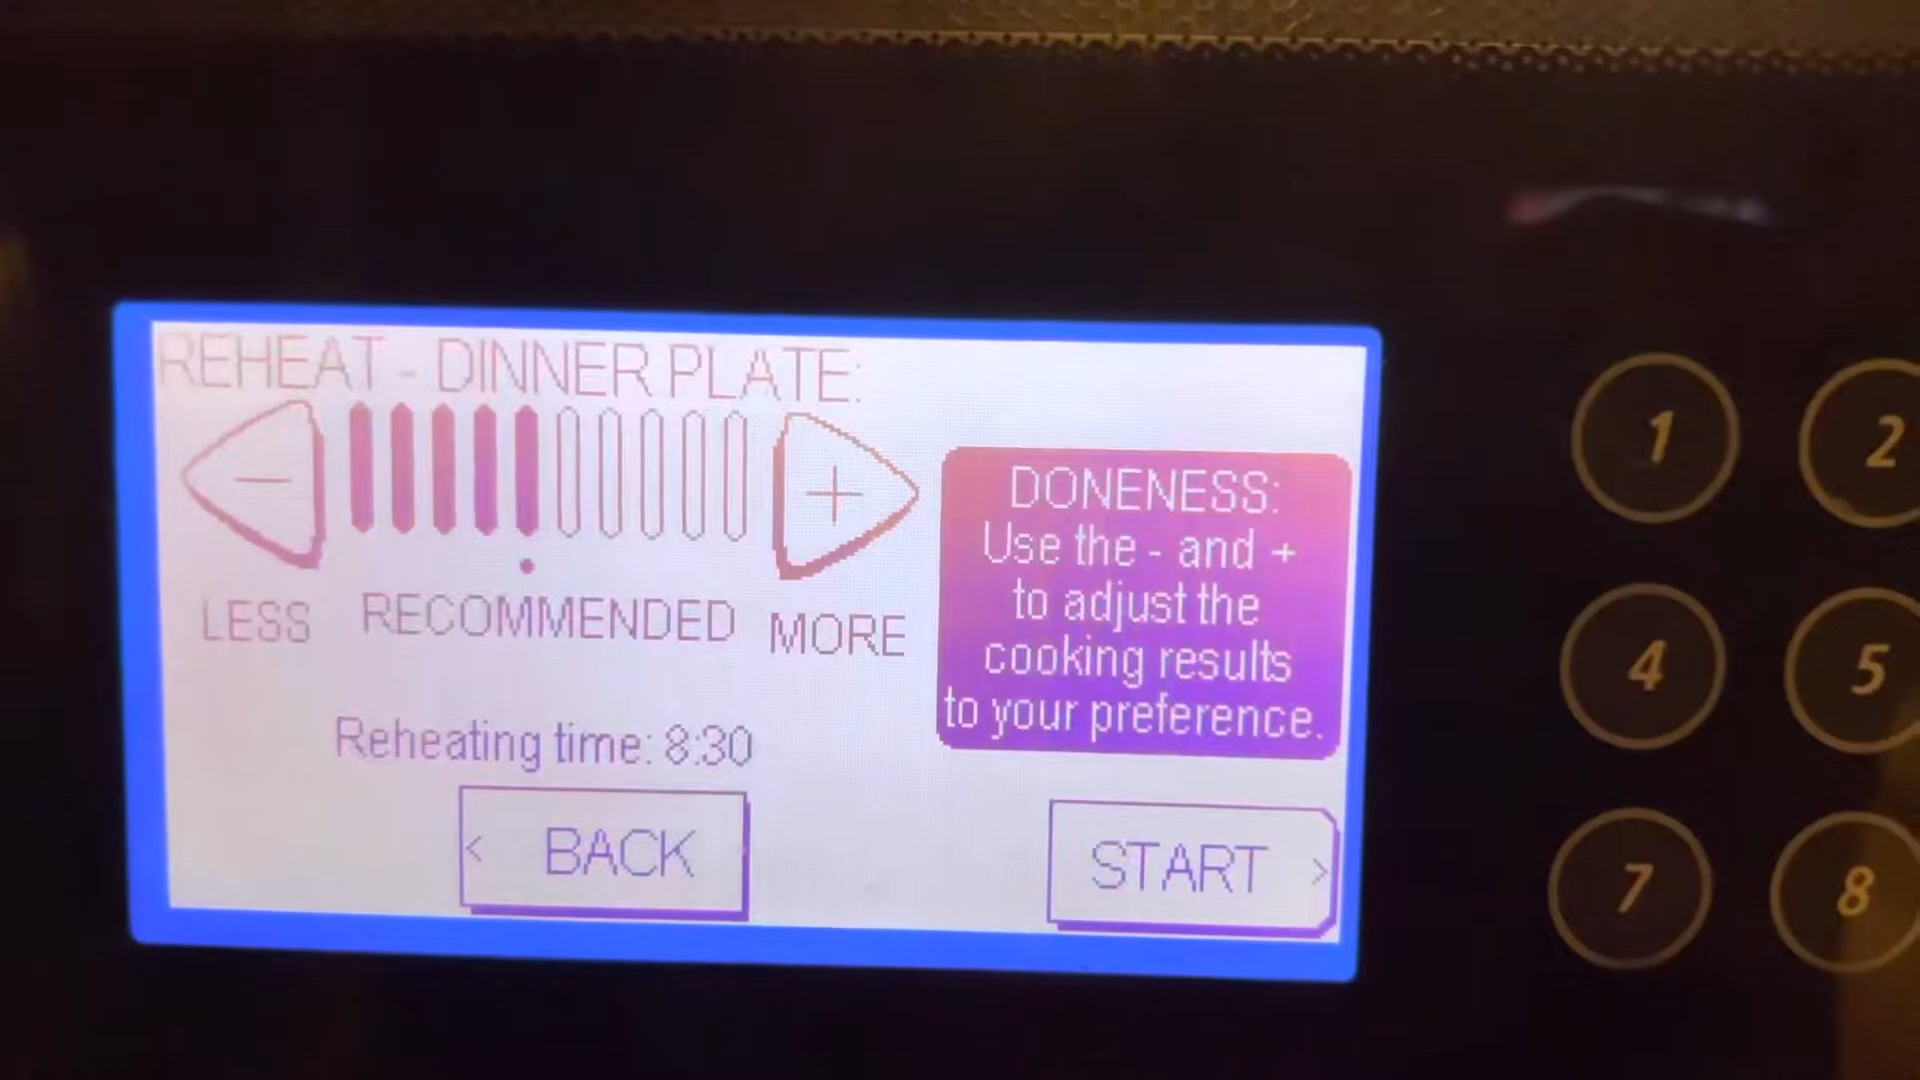 REHEAT - DINNER PLATE:
-
+
LESS
RECOMMENDED
MORE
DONENESS:
Use the - and +
to adjust the
cooking results
to your preference.
Reheating time: 8:30
< BACK
START >
1
2
4
5
7
8